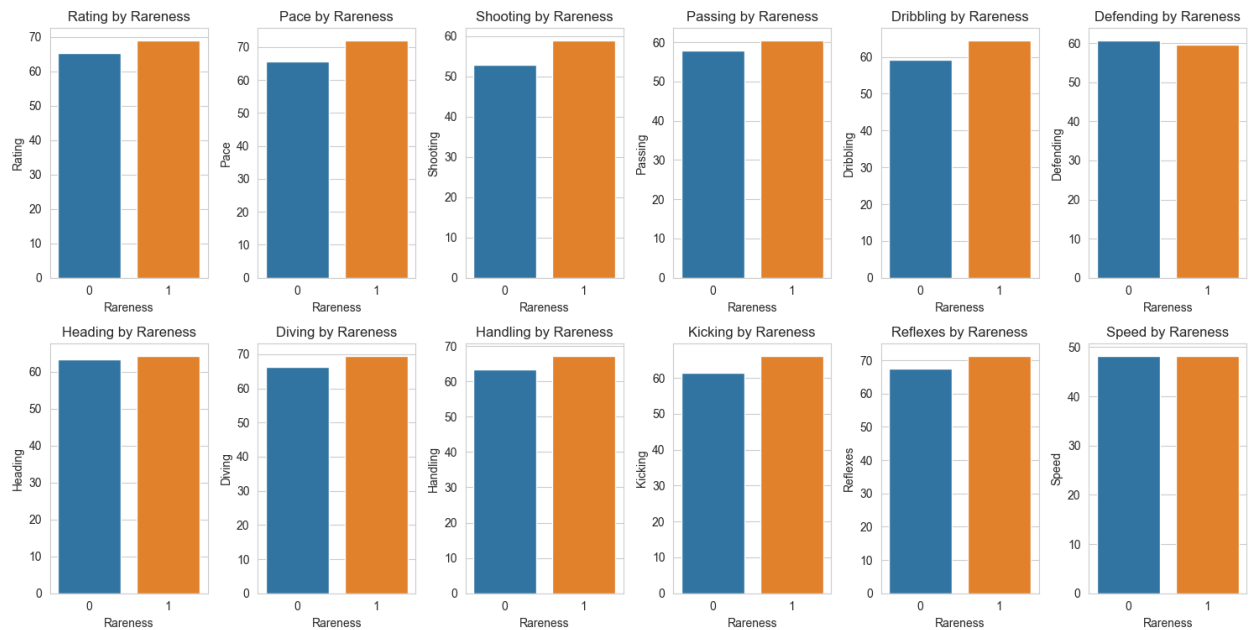 Rating by Rareness
70
60
50
40
30
20
10
0
Rating
0 1
Rareness
Pace by Rareness
70
60
50
40
30
20
10
0
Pace
0 1
Rareness
Shooting by Rareness
60
50
40
30
20
10
0
Shooting
0 1
Rareness
Passing by Rareness
60
50
40
30
20
10
0
Passing
0 1
Rareness
Dribbling by Rareness
60
50
40
30
20
10
0
Dribbling
0 1
Rareness
Defending by Rareness
60
50
40
30
20
10
0
Defending
0 1
Rareness
Heading by Rareness
60
50
40
30
20
10
0
Heading
0 1
Rareness
Diving by Rareness
70
60
50
40
30
20
10
0
Diving
0 1
Rareness
Handling by Rareness
70
60
50
40
30
20
10
0
Handling
0 1
Rareness
Kicking by Rareness
60
50
40
30
20
10
0
Kicking
0 1
Rareness
Reflexes by Rareness
70
60
50
40
30
20
10
0
Reflexes
0 1
Rareness
Speed by Rareness
50
40
30
20
10
0
Speed
0 1
Rareness